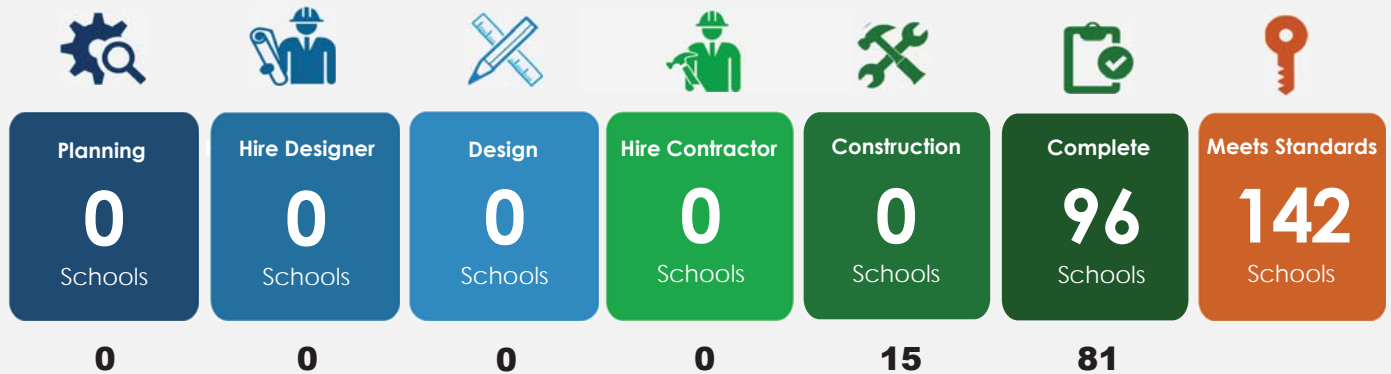 Planning
0
Schools
Hire Designer
0
Schools
Design
0
Schools
Hire Contractor
0
Schools
Construction
0
Schools
Complete
96
Schools
Meets Standards
142
Schools
0 0 0 0 15 81